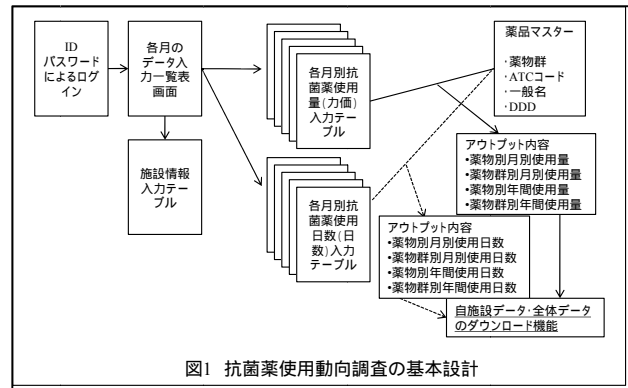 ID
パスワード
によるログ
イン
各月の
データ入
力一覧表
画面
施設情報
入力テー
ブル
各月別抗
菌薬使用
量(力価)
入力テー
ブル
各月別抗
菌薬使用
日数(日
数)入力
テーブル
薬品マスター
・薬物群
・ATCコード
・一般名
・DDD
アウトプット内容
•薬物別月別使用量
•薬物群別月別使用量
•薬物別年間使用量
•薬物群別年間使用量
アウトプット内容
•薬物別月別使用日数
•薬物群別月別使用日数
•薬物別年間使用日数
•薬物群別年間使用日数
自施設データ・全体データ
のダウンロード機能
図1 抗菌薬使用動向調査の基本設計